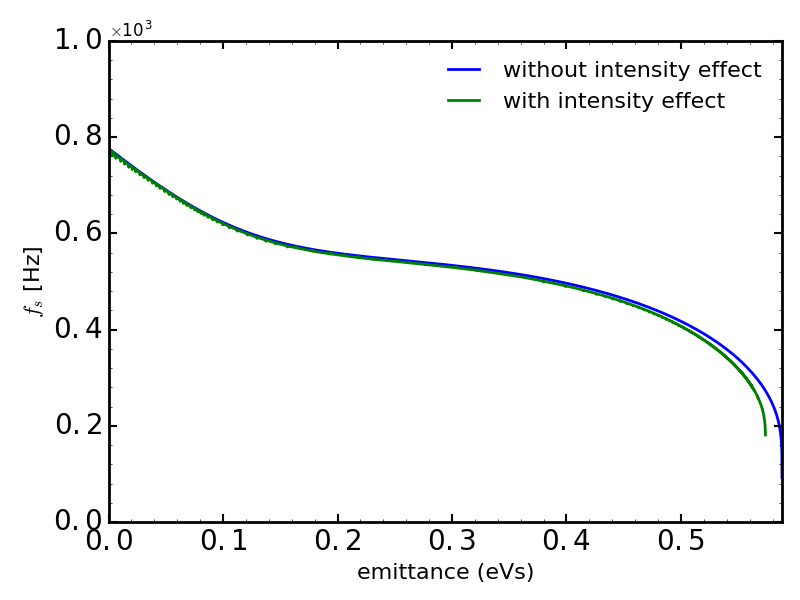 ×10³
1.0
0.8
0.6
0.4
0.2
0.0
f_s [Hz]
without intensity effect
with intensity effect
0.0 0.1 0.2 0.3 0.4 0.5
emittance (eVs)